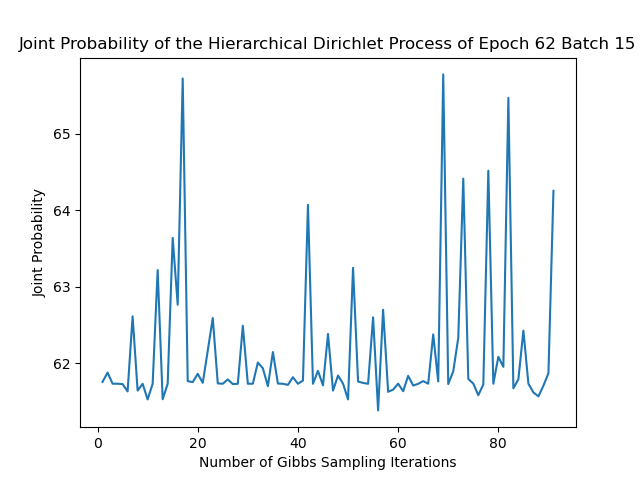 Joint Probability of the Hierarchical Dirichlet Process of Epoch 62 Batch 15
65
64
63
62
Joint Probability
0 20 40 60 80
Number of Gibbs Sampling Iterations